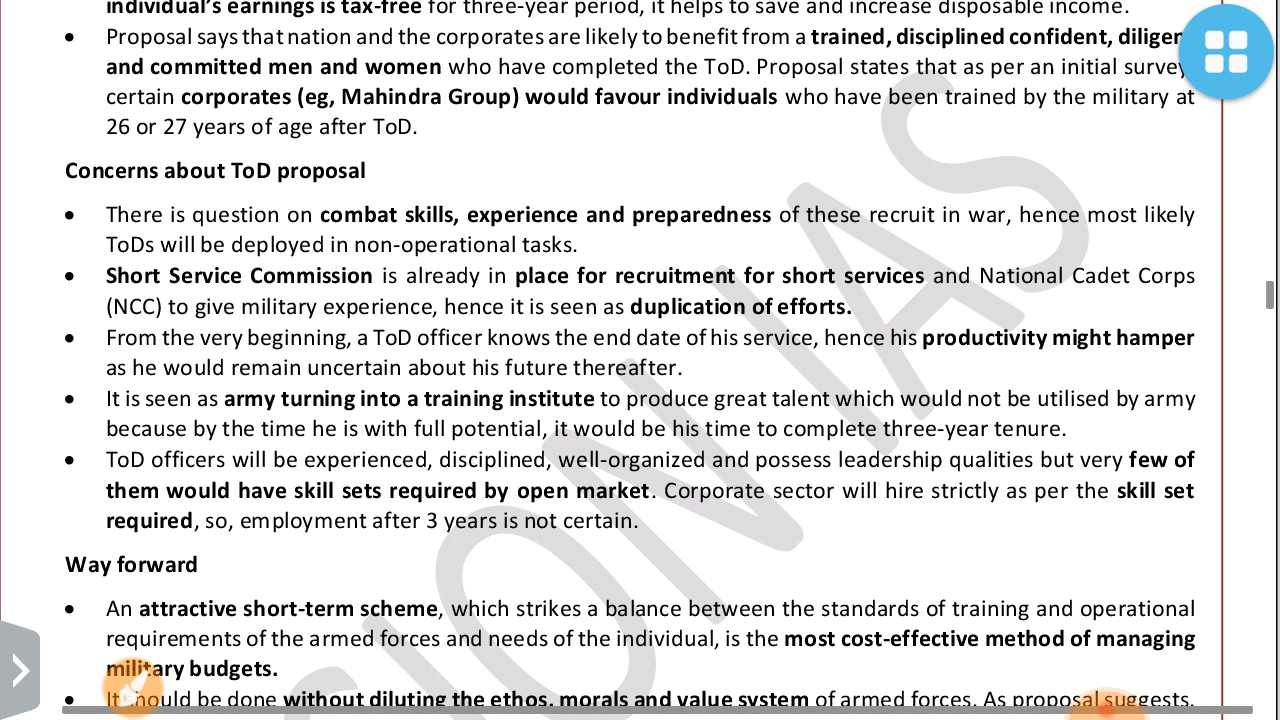 individual's earnings is tax-free for three-year period, it helps to save and increase disposable income.
• Proposal says that nation and the corporates are likely to benefit from a trained, disciplined confident,
and committed men and women who have completed the ToD. Proposal states that as per an initial survey
certain corporates (eg, Mahindra Group) would favour individuals who have been trained by the military at
26 or 27 years of age after ToD.
Concerns about ToD proposal
• There is question on combat skills, experience and preparedness of these recruit in war, hence most likely
ToDs will be deployed in non-operational tasks.
• Short Service Commission is already in place for recruitment for short services and National Cadet Corps
(NCC) to give military experience, hence it is seen as duplication of efforts.
• From the very beginning, a ToD officer knows the end date of his service, hence his productivity might hamper
as he would remain uncertain about his future thereafter.
• It is seen as army turning into a training institute to produce great talent which would not be utilised by army
because by the time he is with full potential, it would be his time to complete three-year tenure.
• ToD officers will be experienced, disciplined, well-organized and possess leadership qualities but very few of
them would have skill sets required by open market. Corporate sector will hire strictly as per the skill set
required, so, employment after 3 years is not certain.
Way forward
• An attractive short-term scheme, which strikes a balance between the standards of training and operational
requirements of the armed forces and needs of the individual, is the most cost-effective method of managing
military budgets.
• It should be done without diluting the ethos, morals and value system of armed forces. As proposal suggests,
SION IAS